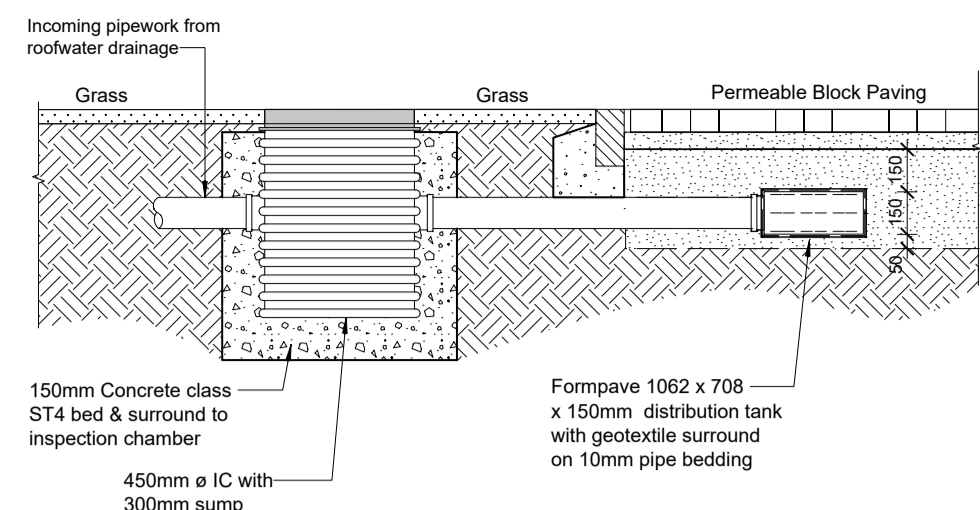 Incoming pipework from
roofwater drainage
Grass
Grass
Permeable Block Paving
150
150
50
150mm Concrete class
ST4 bed & surround to
inspection chamber
Formpave 1062 x 708
x 150mm distribution tank
with geotextile surround
on 10mm pipe bedding
450mm ø IC with
300mm sump